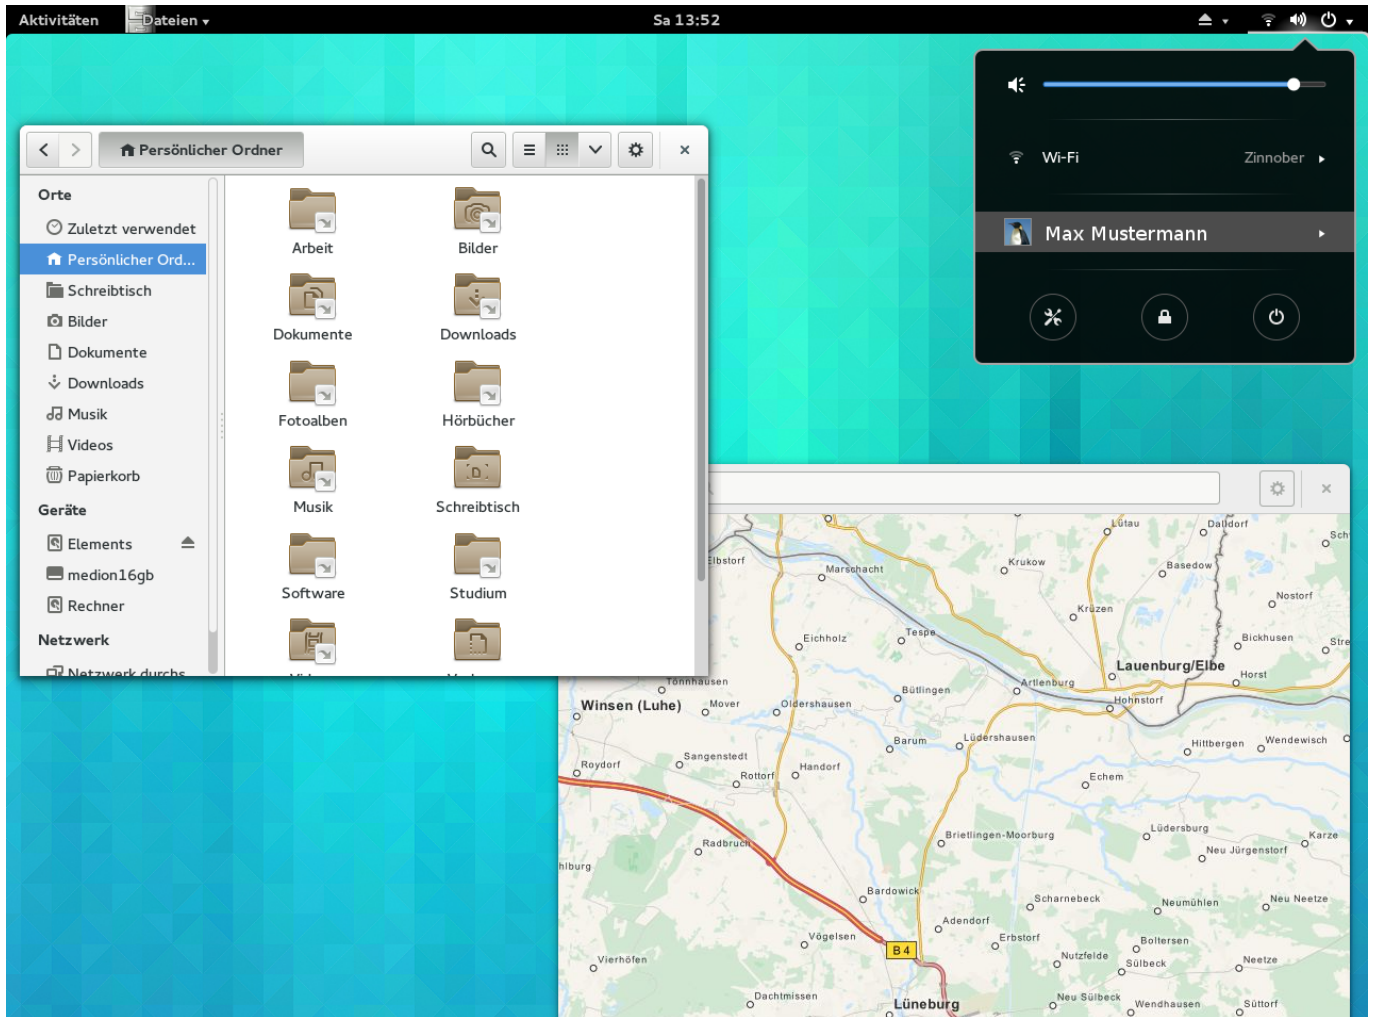 Aktivitäten
Dateien
Sa 13:52
Wi-Fi
Zinnober
Max Mustermann
Persönlicher Ordner
Orte
Zuletzt verwendet
Persönlicher Ord...
Schreibtisch
Bilder
Dokumente
Downloads
Musik
Videos
Papierkorb
Geräte
Elements
medion16gb
Rechner
Netzwerk
Netzwerk durchs
Arbeit
Bilder
Dokumente
Downloads
Fotoalben
Hörbücher
Musik
Schreibtisch
Software
Studium
Lütau
Dalldorf
Sch
Elbstorf
Marschacht
Krukow
Basedow
Nostorf
Krüzen
Eichholz
Tespe
Bickhusen
Stre
Lauenburg/Elbe
Horst
Tönnhausen
Bütlingen
Artlenburg
Hohnstorf
Winsen (Luhe)
Mover
Oldershausen
Barum
Lüdershausen
Hittbergen
Wendewisch
Sangenstedt
Roydorf
Rottorf
Handorf
Echem
Radbruch
Brietlingen-Moorburg
Lüdersburg
Karze
Neu Jürgenstorf
hlburg
Bardowick
Scharnebeck
Neumühlen
Neu Neetze
Adendorf
Vögelsen
Erbstorf
Boltersen
B 4
Vierhöfen
Nutzfelde
Sülbeck
Neetze
Dachtmissen
Lüneburg
Neu Sülbeck
Wendhausen
Süttorf